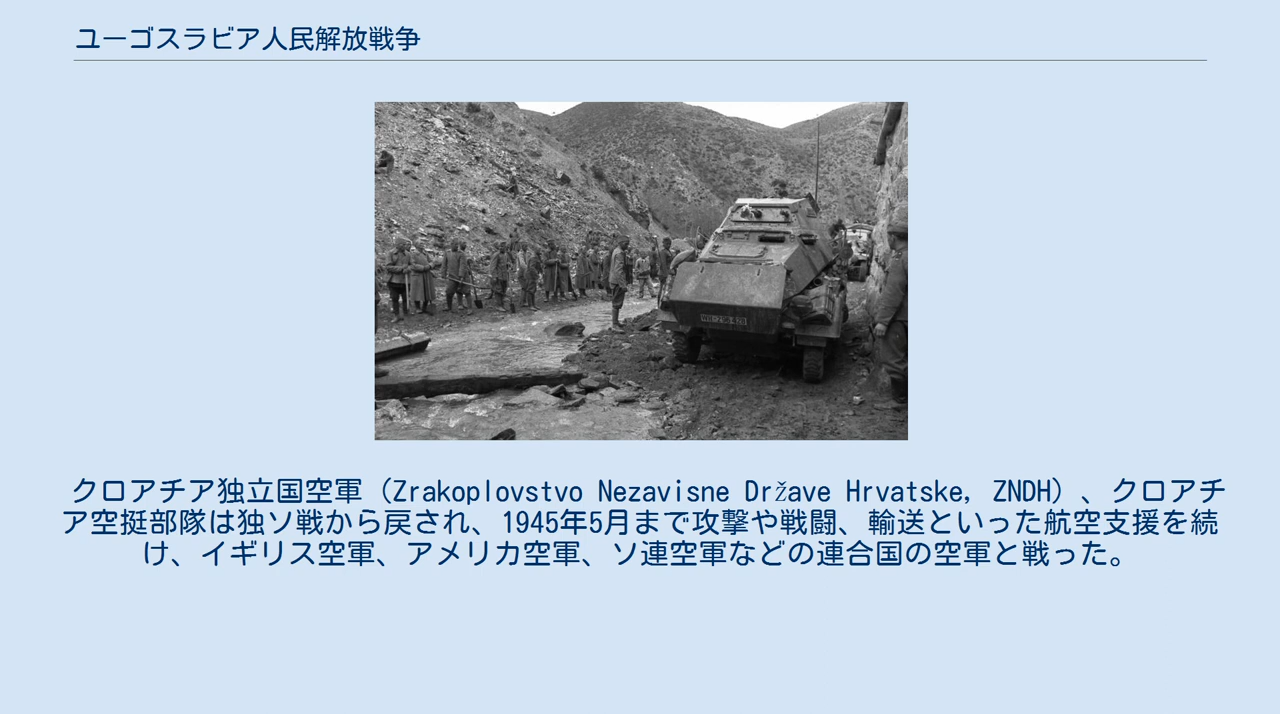 ユーゴスラビア人民解放戦争
クロアチア独立国空軍（Zrakoplovstvo Nezavisne Države Hrvatske, ZNDH）、クロアチ
ア空挺部隊は独ソ戦から戻され、1945年5月まで攻撃や戦闘、輸送といった航空支援を続
け、イギリス空軍、アメリカ空軍、ソ連空軍などの連合国の空軍と戦った。